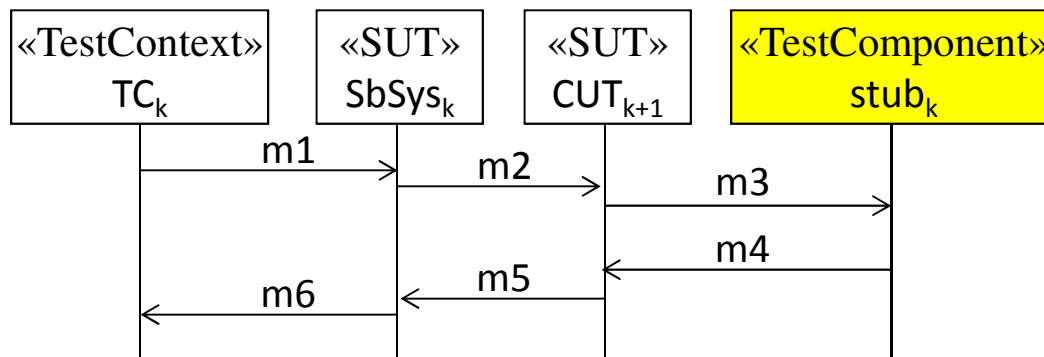 «TestContext»
TCk
«SUT»
SbSysk
«SUT»
CUTk+1
«TestComponent»
stubk
m1
m2
m3
m4
m5
m6